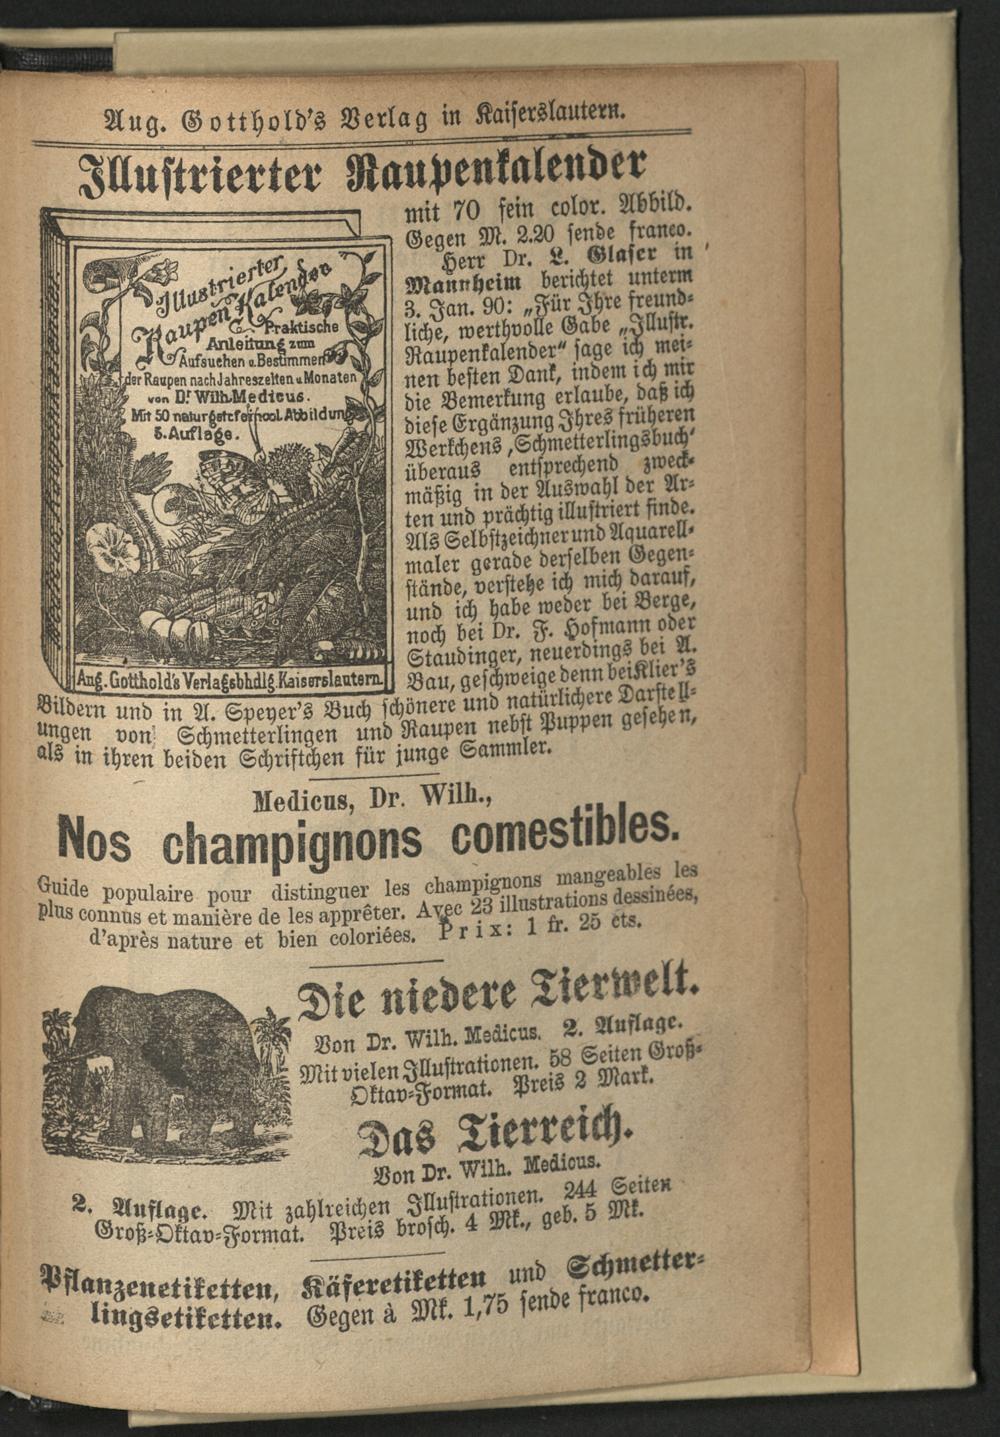 Aug. Gotthold's Verlag in Kaiserslautern.
Illustrierter Raupenkalender
Illustrierter
Raupen-Kalender
Praktische
Anleitung zum
Aufsuchen u. Bestimmen
der Raupen nach Jahreszeiten u. Monaten
von Dr. Wilh. Medicus.
Mit 50 naturgetr. fein col. Abbildung
5. Auflage.
Aug. Gotthold's Verlagsbhdlg. Kaiserslautern.
mit 70 fein color. Abbild.
Gegen M. 2.20 sende franco.
Herr Dr. L. Glaser in
Mannheim berichtet unterm
3. Jan. 90: „Für Ihre freund-
liche, werthvolle Gabe „Illustr.
Raupenkalender“ sage ich mei-
nen besten Dank, indem ich mir
die Bemerkung erlaube, daß ich
diese Ergänzung Ihres früheren
Werkchens ‚Schmetterlingsbuch‘
überaus entsprechend zweck-
mäßig in der Auswahl der Ar-
ten und prächtig illustriert finde.
Als Selbstzeichner und Aquarell-
maler gerade derselben Gegen-
stände, verstehe ich mich darauf,
und ich habe weder bei Berge,
noch bei Dr. F. Hofmann oder
Staudinger, neuerdings bei A.
Bau, geschweige denn bei Klier's
Bildern und in A. Speyer's Buch schönere und natürlichere Darstell-
ungen von Schmetterlingen und Raupen nebst Puppen gesehen,
als in ihren beiden Schriftchen für junge Sammler.
Medicus, Dr. Wilh.,
Nos champignons comestibles.
Guide populaire pour distinguer les champignons mangeables les
plus connus et manière de les apprêter. Avec 23 illustrations dessinées,
d'après nature et bien coloriées. Prix: 1 fr. 25 cts.
Die niedere Tierwelt.
Von Dr. Wilh. Medicus. 2. Auflage.
Mit vielen Illustrationen. 58 Seiten Groß-
Oktav-Format. Preis 2 Mark.
Das Tierreich.
Von Dr. Wilh. Medicus.
2. Auflage. Mit zahlreichen Illustrationen. 244 Seiten
Groß-Oktav-Format. Preis brosch. 4 Mk., geb. 5 Mk.
Pflanzenetiketten, Käferetiketten und Schmetter-
lingsetiketten. Gegen à Mk. 1,75 sende franco.